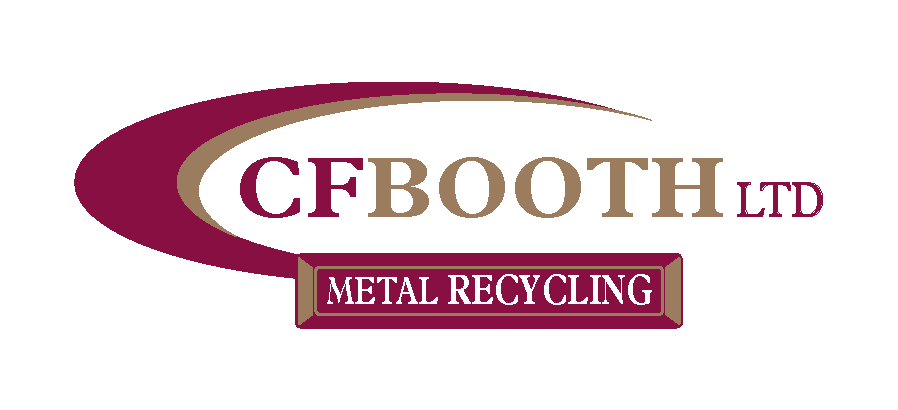 CFBOOTH LTD
METAL RECYCLING